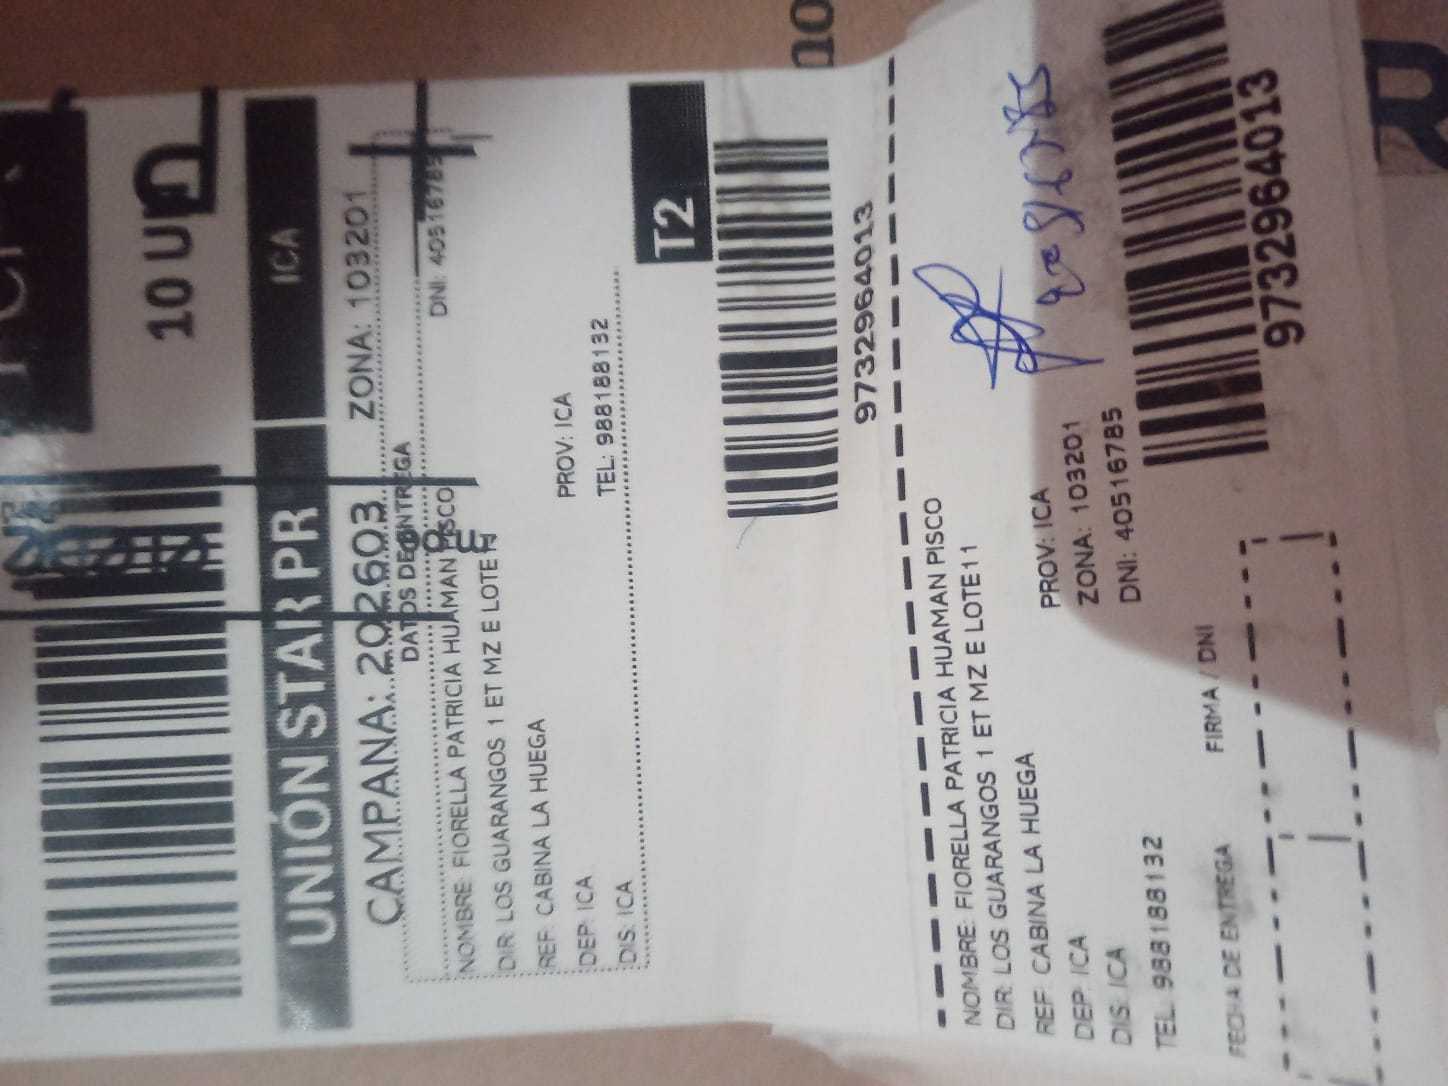 10 UD
UNIÓN STAR PR
ICA
CAMPAÑA: 202603 ZONA: 103201
DATOS DE ENTREGA
DNI: 40516785
NOMBRE: FIORELLA PATRICIA HUAMAN PISCO
DIR: LOS GUARANGOS 1 ET MZ E LOTE
REF: CABINA LA HUEGA
DEP: ICA PROV: ICA
DIS: ICA TEL: 988188132
T2
9732964013
NOMBRE: FIORELLA PATRICIA HUAMAN PISCO
DIR: LOS GUARANGOS 1 ET MZ E LOTE11
REF: CABINA LA HUEGA
DEP: ICA PROV: ICA
DIS: ICA ZONA: 103201
TEL: 988188132 DNI: 40516785
9732964013
FECHA DE ENTREGA FIRMA / DNI